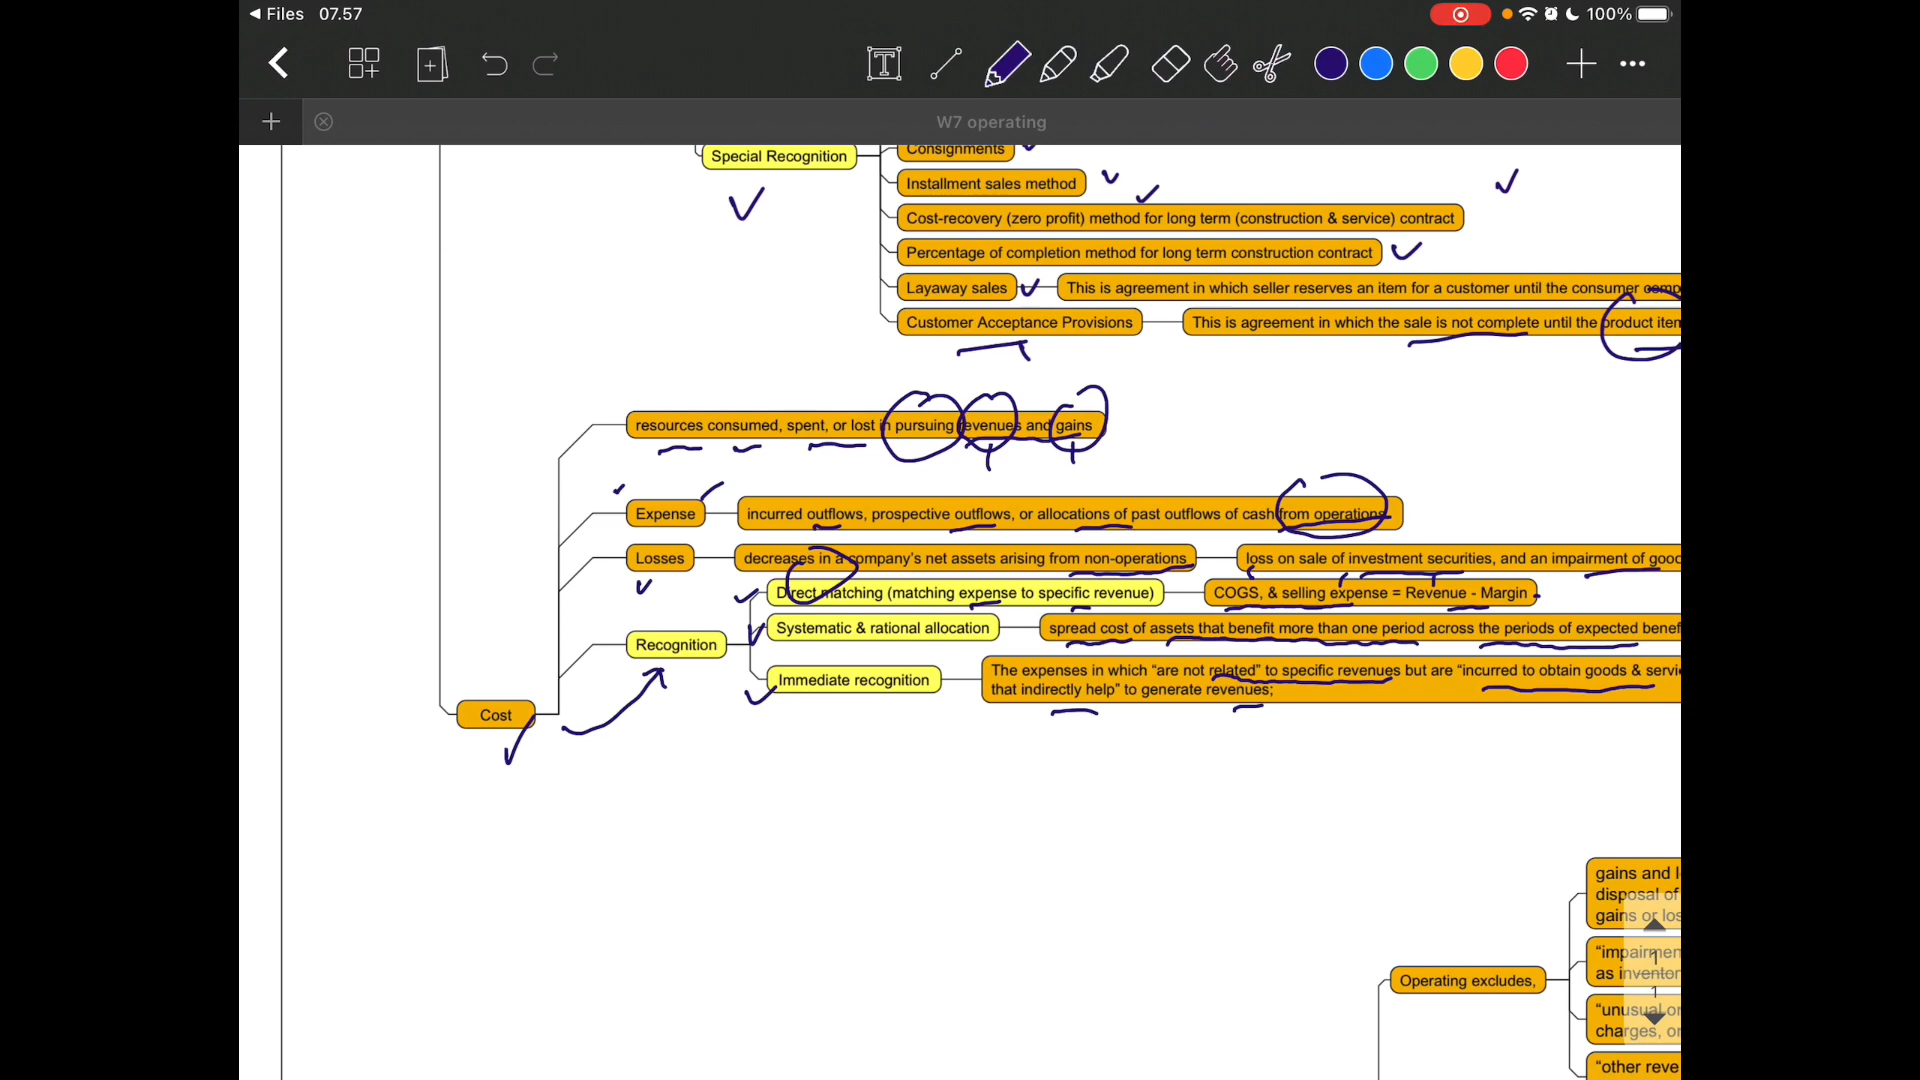 Files 07.57
100%
W7 operating
Consignments
Special Recognition
Installment sales method
Cost-recovery (zero profit) method for long term (construction & service) contract
Percentage of completion method for long term construction contract
Layaway sales This is agreement in which seller reserves an item for a customer until the consumer comp
Customer Acceptance Provisions This is agreement in which the sale is not complete until the product item
resources consumed, spent, or lost in pursuing revenues and gains
Expense incurred outflows, prospective outflows, or allocations of past outflows of cash from operations
Losses decreases in a company's net assets arising from non-operations loss on sale of investment securities, and an impairment of good
Direct matching (matching expense to specific revenue) COGS, & selling expense = Revenue - Margin
Systematic & rational allocation spread cost of assets that benefit more than one period across the periods of expected benef
Recognition
Immediate recognition The expenses in which “are not related” to specific revenues but are “incurred to obtain goods & servi
that indirectly help” to generate revenues;
Cost
gains and l
disposal of
gains or los
“impairmen
as inventor
Operating excludes,
“unusual or
charges, or
“other reve
1
1